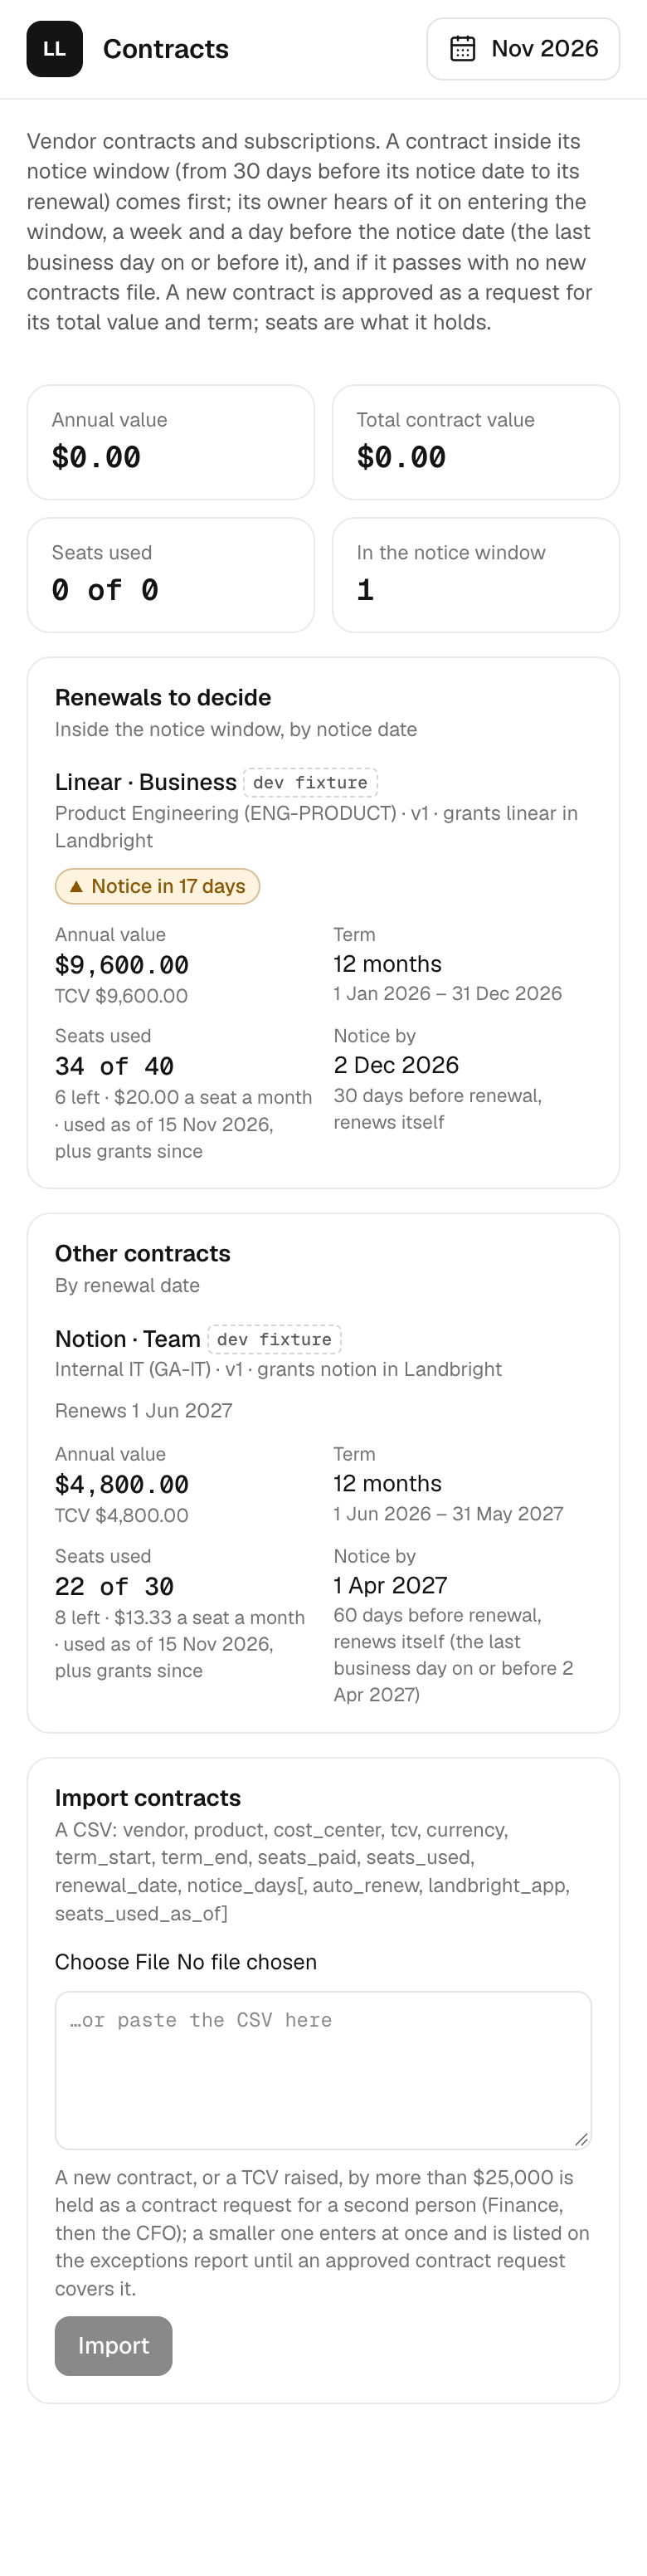 LL
Contracts
Nov 2026
Vendor contracts and subscriptions. A contract inside its
notice window (from 30 days before its notice date to its
renewal) comes first; its owner hears of it on entering the
window, a week and a day before the notice date (the last
business day on or before it), and if it passes with no new
contracts file. A new contract is approved as a request for
its total value and term; seats are what it holds.
Annual value
$0.00
Total contract value
$0.00
Seats used
0 of 0
In the notice window
1
Renewals to decide
Inside the notice window, by notice date
Linear · Business dev fixture
Product Engineering (ENG-PRODUCT) · v1 · grants linear in
Landbright
▲ Notice in 17 days
Annual value
$9,600.00
TCV $9,600.00
Term
12 months
1 Jan 2026 – 31 Dec 2026
Seats used
34 of 40
6 left · $20.00 a seat a month
· used as of 15 Nov 2026,
plus grants since
Notice by
2 Dec 2026
30 days before renewal,
renews itself
Other contracts
By renewal date
Notion · Team dev fixture
Internal IT (GA-IT) · v1 · grants notion in Landbright
Renews 1 Jun 2027
Annual value
$4,800.00
TCV $4,800.00
Term
12 months
1 Jun 2026 – 31 May 2027
Seats used
22 of 30
8 left · $13.33 a seat a month
· used as of 15 Nov 2026,
plus grants since
Notice by
1 Apr 2027
60 days before renewal,
renews itself (the last
business day on or before 2
Apr 2027)
Import contracts
A CSV: vendor, product, cost_center, tcv, currency,
term_start, term_end, seats_paid, seats_used,
renewal_date, notice_days[, auto_renew, landbright_app,
seats_used_as_of]
Choose File No file chosen
…or paste the CSV here
A new contract, or a TCV raised, by more than $25,000 is
held as a contract request for a second person (Finance,
then the CFO); a smaller one enters at once and is listed on
the exceptions report until an approved contract request
covers it.
Import